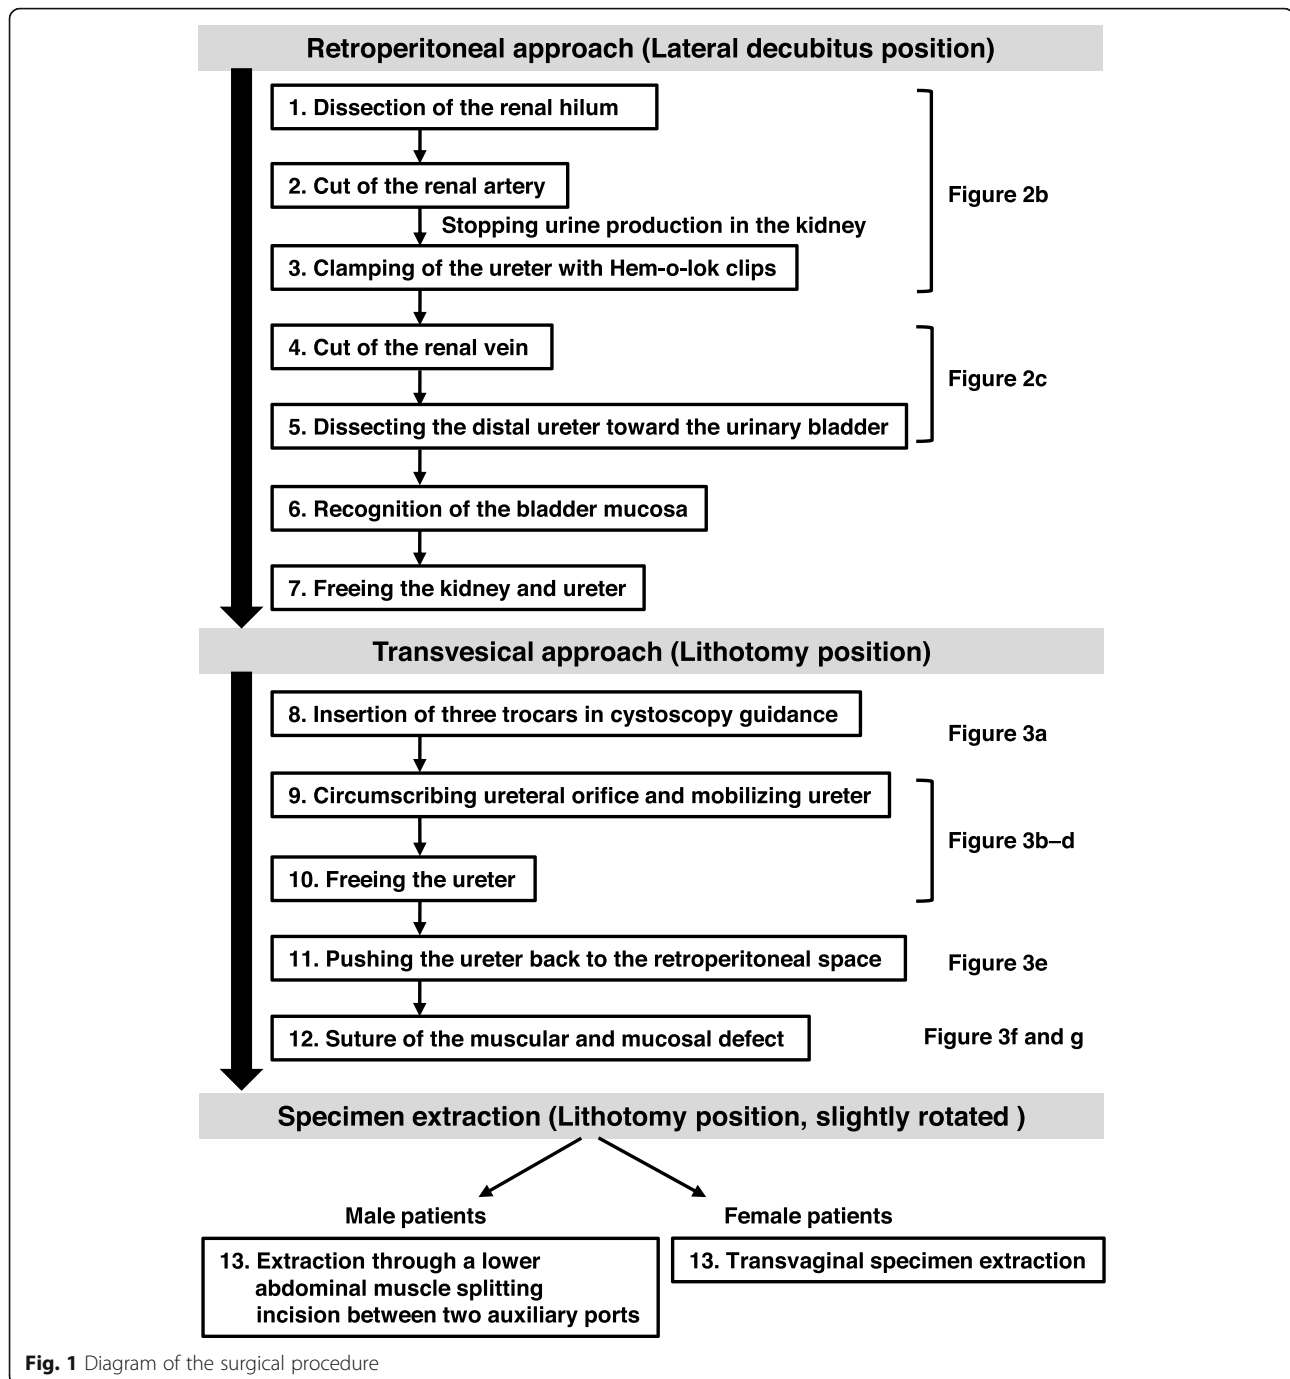 Retroperitoneal approach (Lateral decubitus position)
1. Dissection of the renal hilum
2. Cut of the renal artery
Figure 2b
Stopping urine production in the kidney
3. Clamping of the ureter with Hem-o-lok clips
4. Cut of the renal vein
Figure 2c
5. Dissecting the distal ureter toward the urinary bladder
6. Recognition of the bladder mucosa
7. Freeing the kidney and ureter
Transvesical approach (Lithotomy position)
8. Insertion of three trocars in cystoscopy guidance
Figure 3a
9. Circumscribing ureteral orifice and mobilizing ureter
Figure 3b–d
10. Freeing the ureter
11. Pushing the ureter back to the retroperitoneal space
Figure 3e
12. Suture of the muscular and mucosal defect
Figure 3f and g
Specimen extraction (Lithotomy position, slightly rotated )
Male patients
13. Extraction through a lower
abdominal muscle splitting
incision between two auxiliary ports
Female patients
13. Transvaginal specimen extraction
Fig. 1 Diagram of the surgical procedure